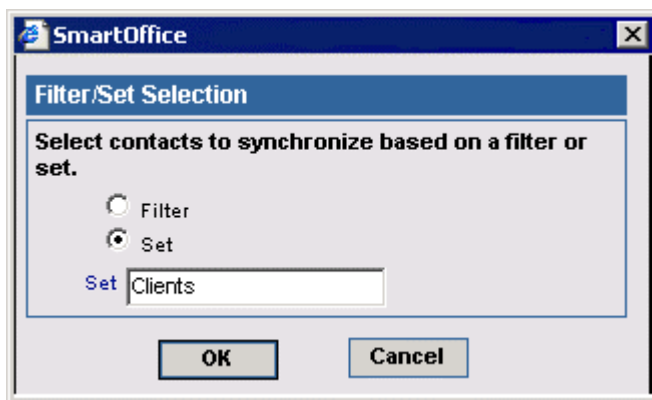 SmartOffice
Filter/Set Selection
Select contacts to synchronize based on a filter or
set.
Filter
Set
Set Clients
OK Cancel